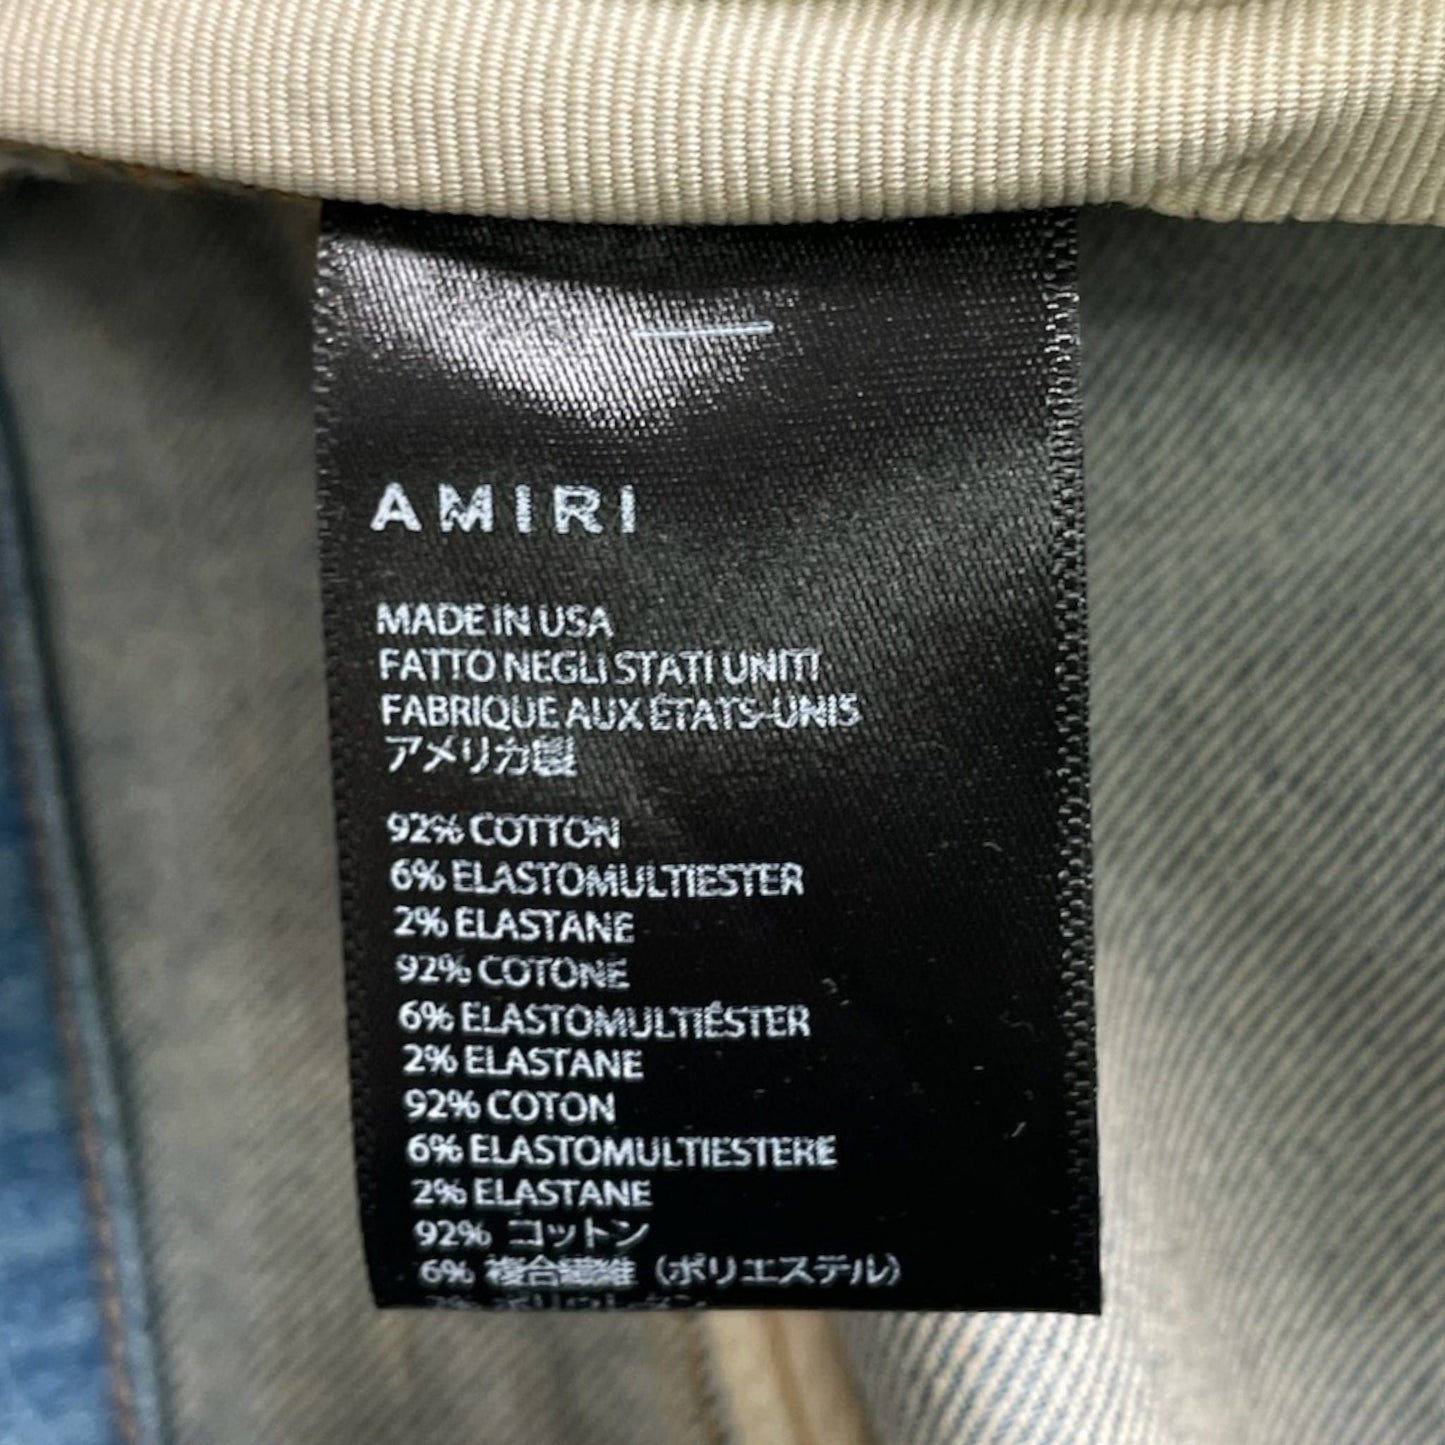 AMIRI
MADE IN USA
FATTO NEGLI STATI UNITI
FABRIQUE AUX ÉTATS-UNIS
アメリカ製
92% COTTON
6% ELASTOMULTIESTER
2% ELASTANE
92% COTONE
6% ELASTOMULTIÉSTER
2% ELASTANE
92% COTON
6% ELASTOMULTIESTERE
2% ELASTANE
92% コットン
6% 複合繊維（ポリエステル）